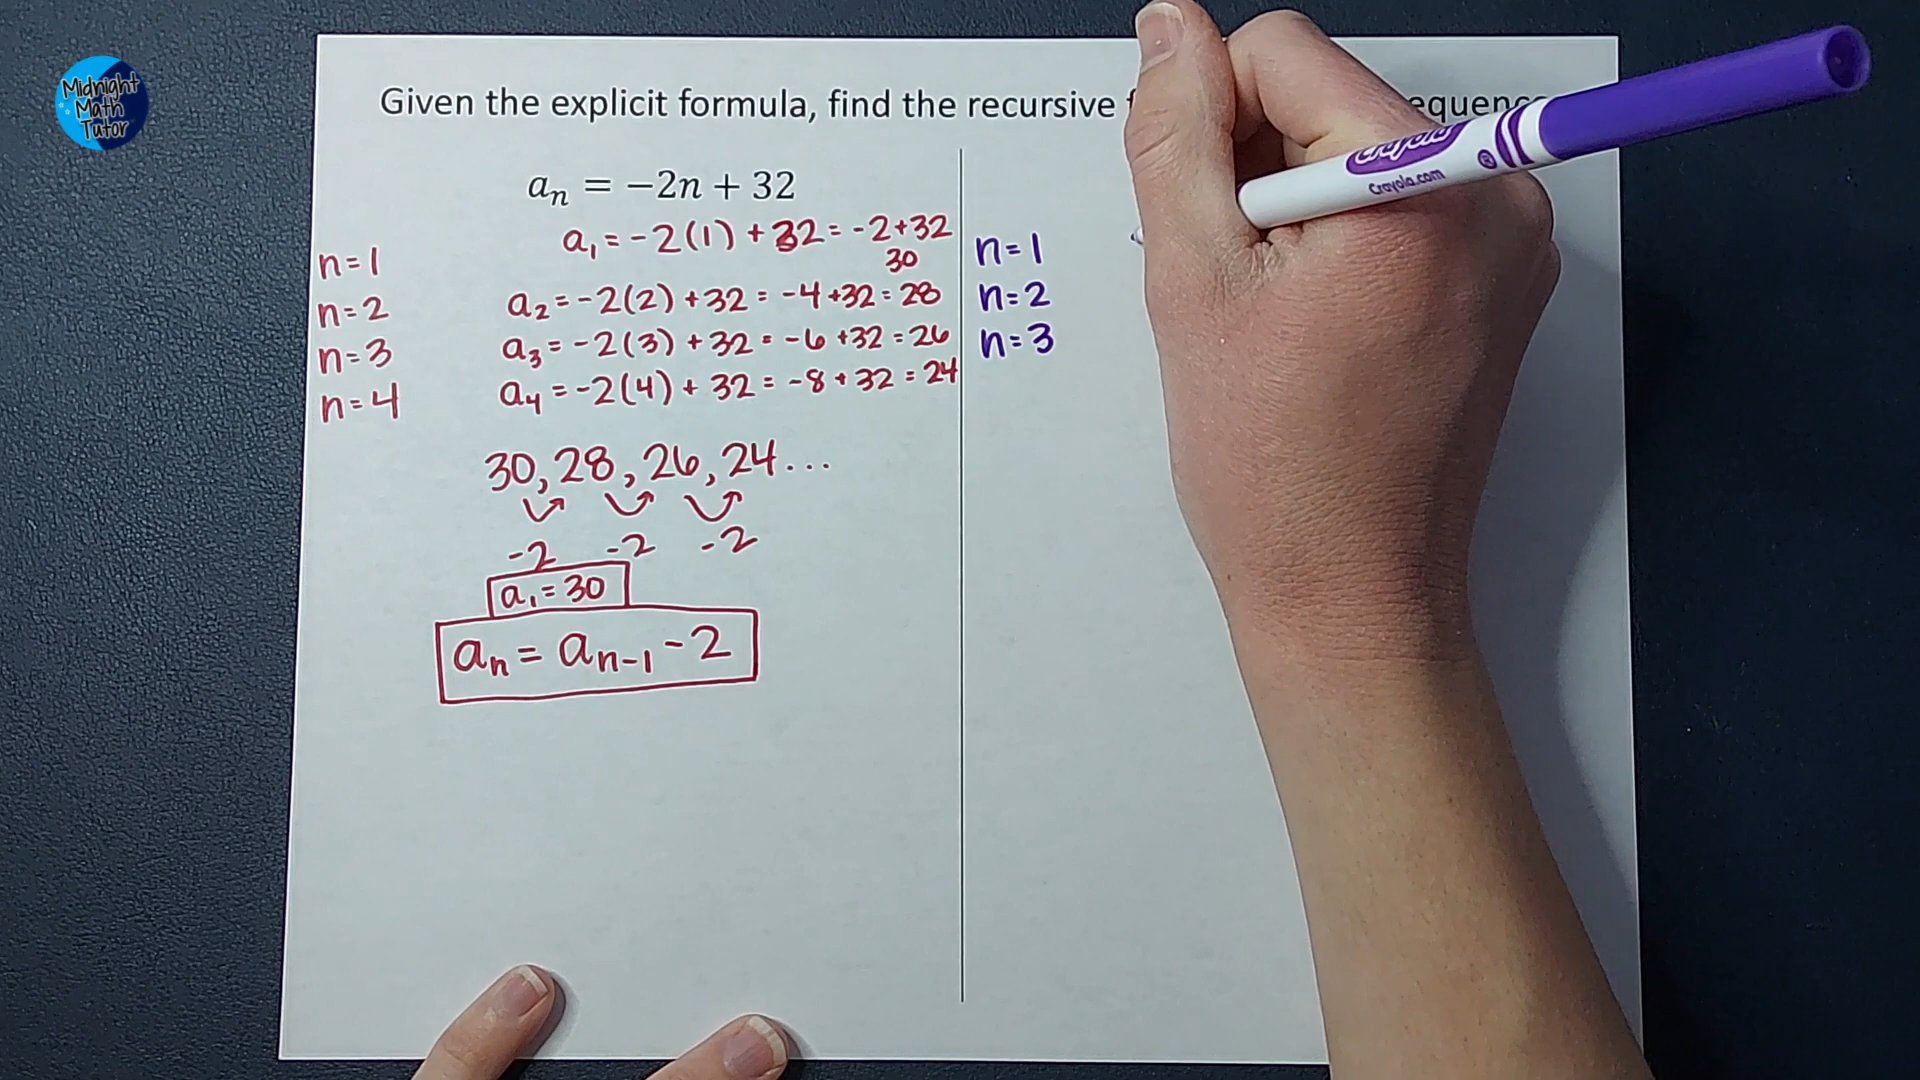 Midnight
Math
Tutor
Given the explicit formula, find the recursive
aₙ = −2n + 32
a₁ = -2(1) + 32 = -2+32
30
n=1
n=2
n=3
n=4
a₂ = -2(2) + 32 = -4+32 = 28
a₃ = -2(3) + 32 = -6+32 = 26
a₄ = -2(4) + 32 = -8+32 = 24
30, 28, 26, 24...
-2 -2 -2
a₁ = 30
aₙ = aₙ₋₁ - 2
n=1
n=2
n=3
Crayola
®
Crayola.com